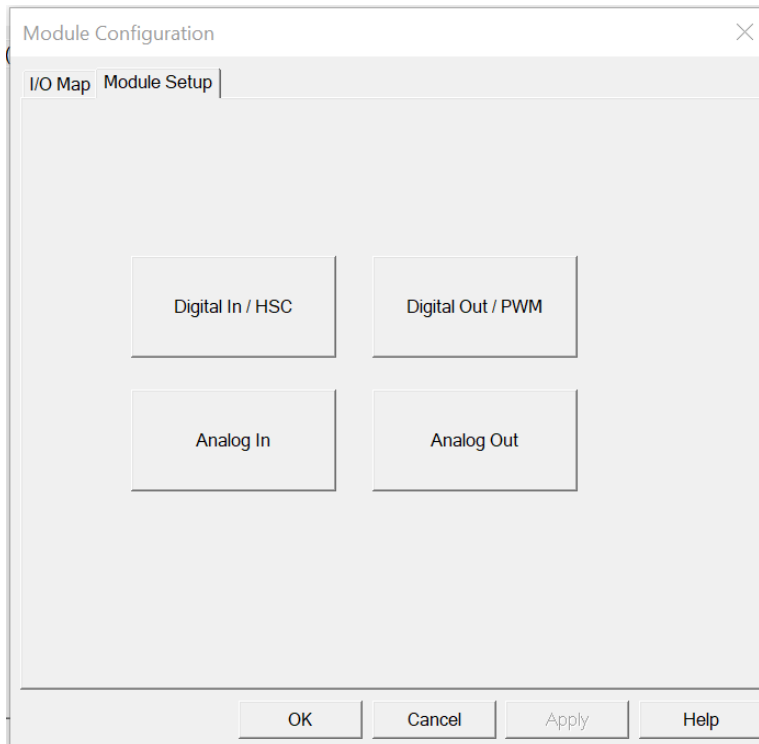 Module Configuration
I/O Map Module Setup
Digital In / HSC Digital Out / PWM
Analog In Analog Out
OK Cancel Apply Help